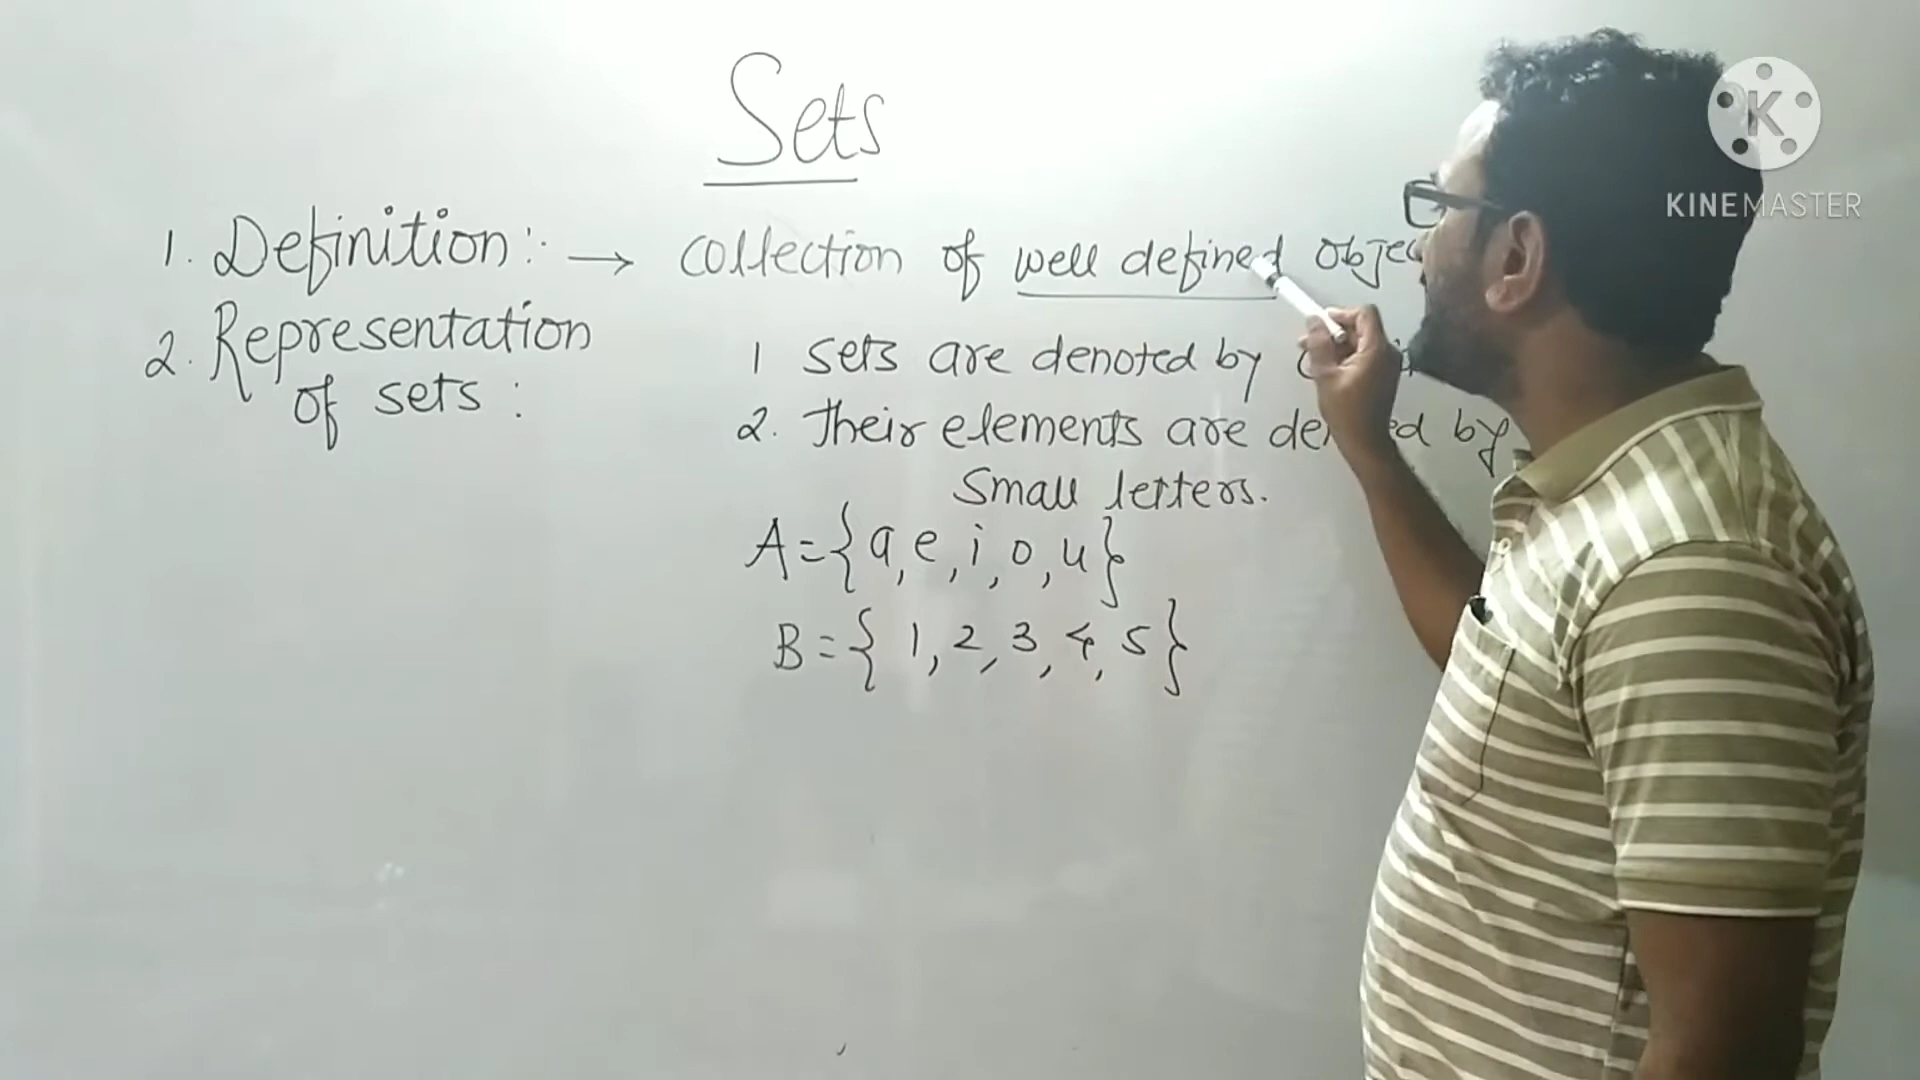 Sets
1. Definition: → collection of well defined
2. Representation
of sets :
1 sets are denoted by
2. Their elements are by
Small letters.
A={a,e,i,o,u}
B={1,2,3,4,5}
K
KINEMASTER